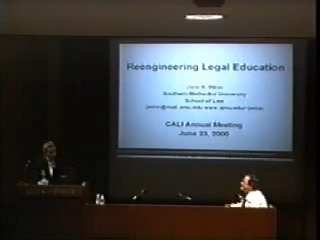 Reengineering Legal Education
Southern Methodist University
School of Law
CALI Annual Meeting
June 23, 2000